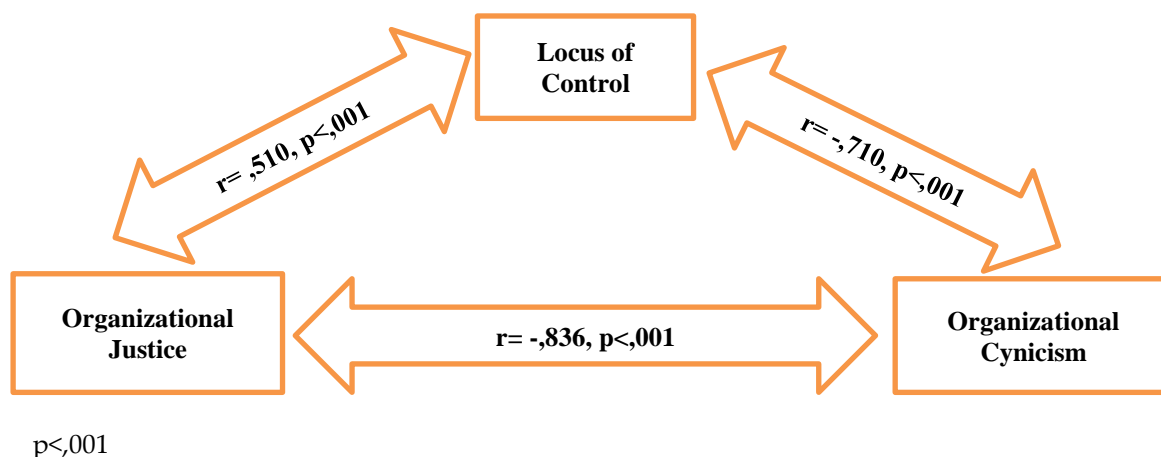 Locus of
Control
r= ,510, p<,001
r= -,710, p<,001
Organizational
Justice
r= -,836, p<,001
Organizational
Cynicism
p<,001